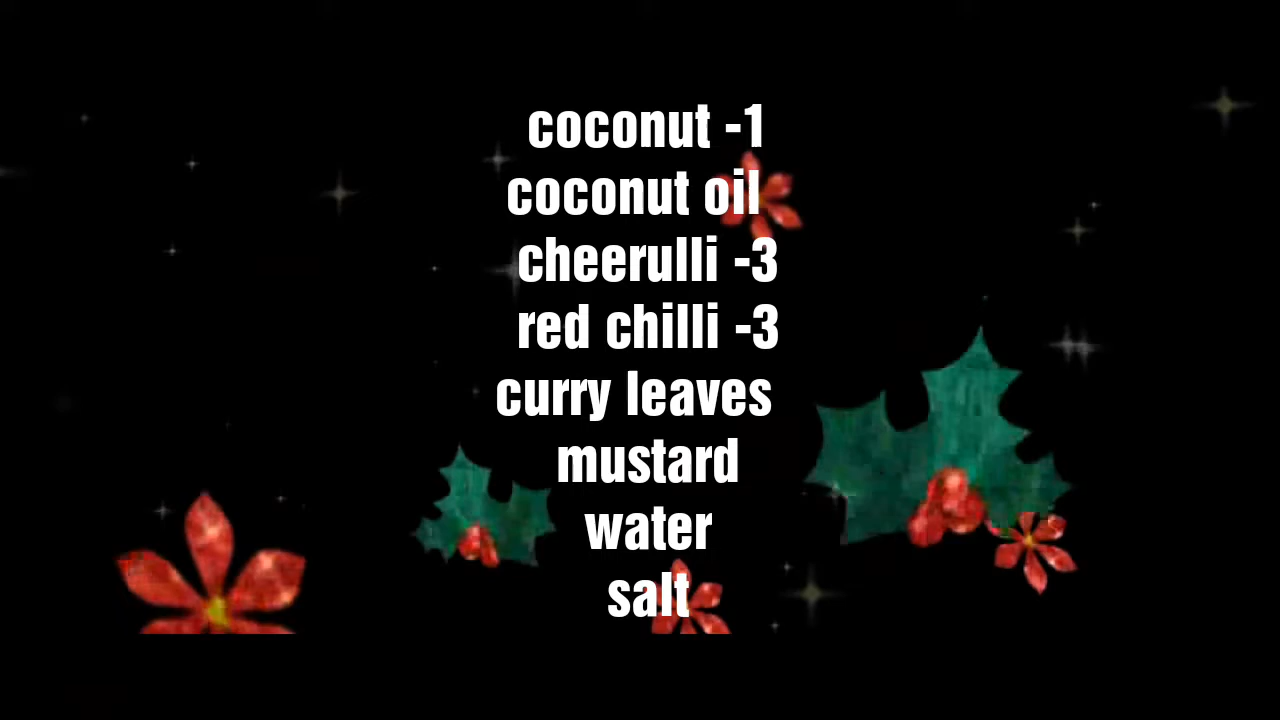 coconut -1
coconut oil
cheerulli -3
red chilli -3
curry leaves
mustard
water
salt